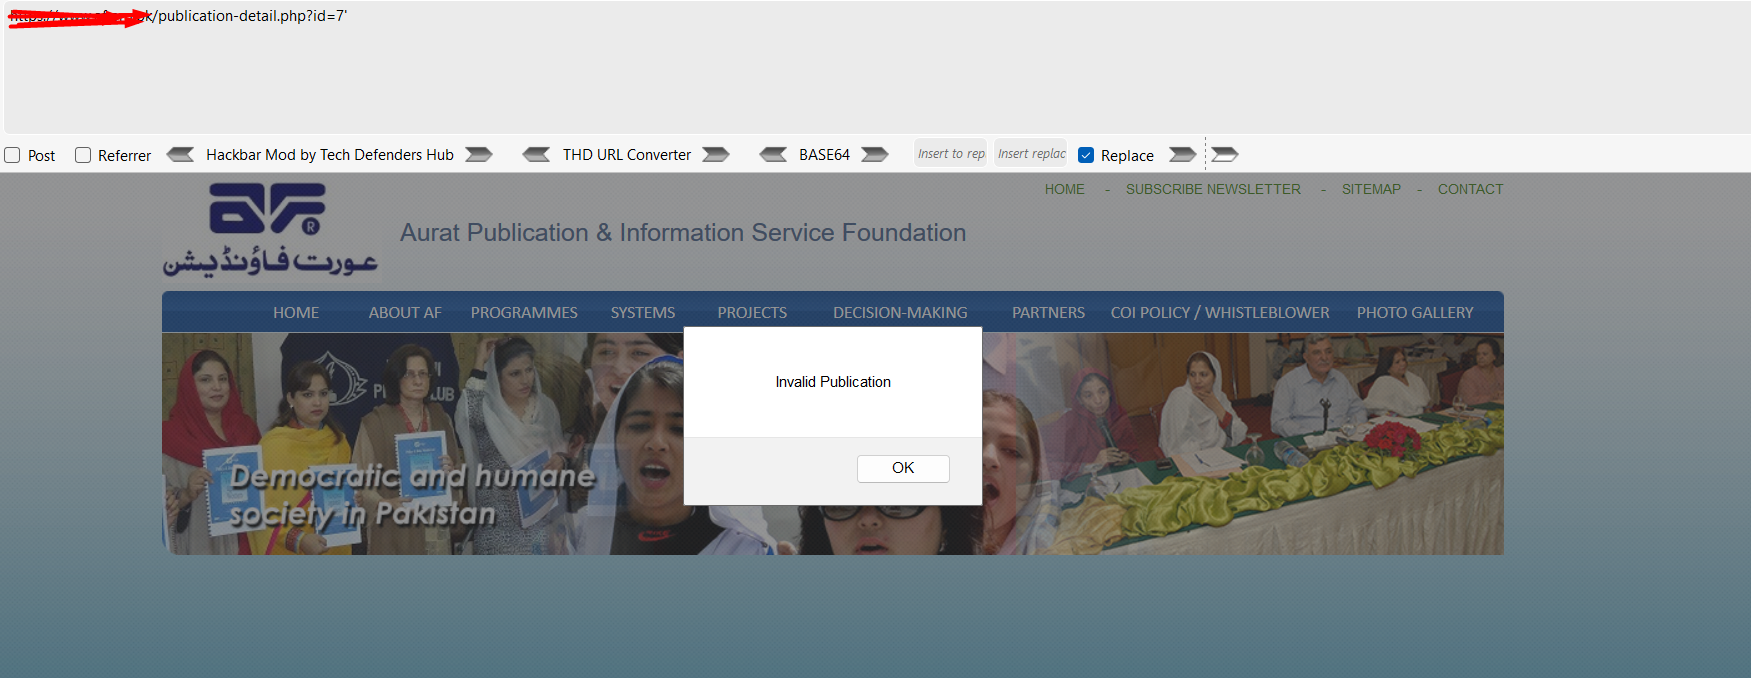 /publication-detail.php?id=7'
Post Referrer Hackbar Mod by Tech Defenders Hub THD URL Converter BASE64 Insert to rep Insert replac Replace
HOME - SUBSCRIBE NEWSLETTER - SITEMAP - CONTACT
AF®
Aurat Publication & Information Service Foundation
عورت فاؤنڈیشن
HOME ABOUT AF PROGRAMMES SYSTEMS PROJECTS DECISION-MAKING PARTNERS COI POLICY / WHISTLEBLOWER PHOTO GALLERY
Invalid Publication
OK
Democratic and humane
society in Pakistan